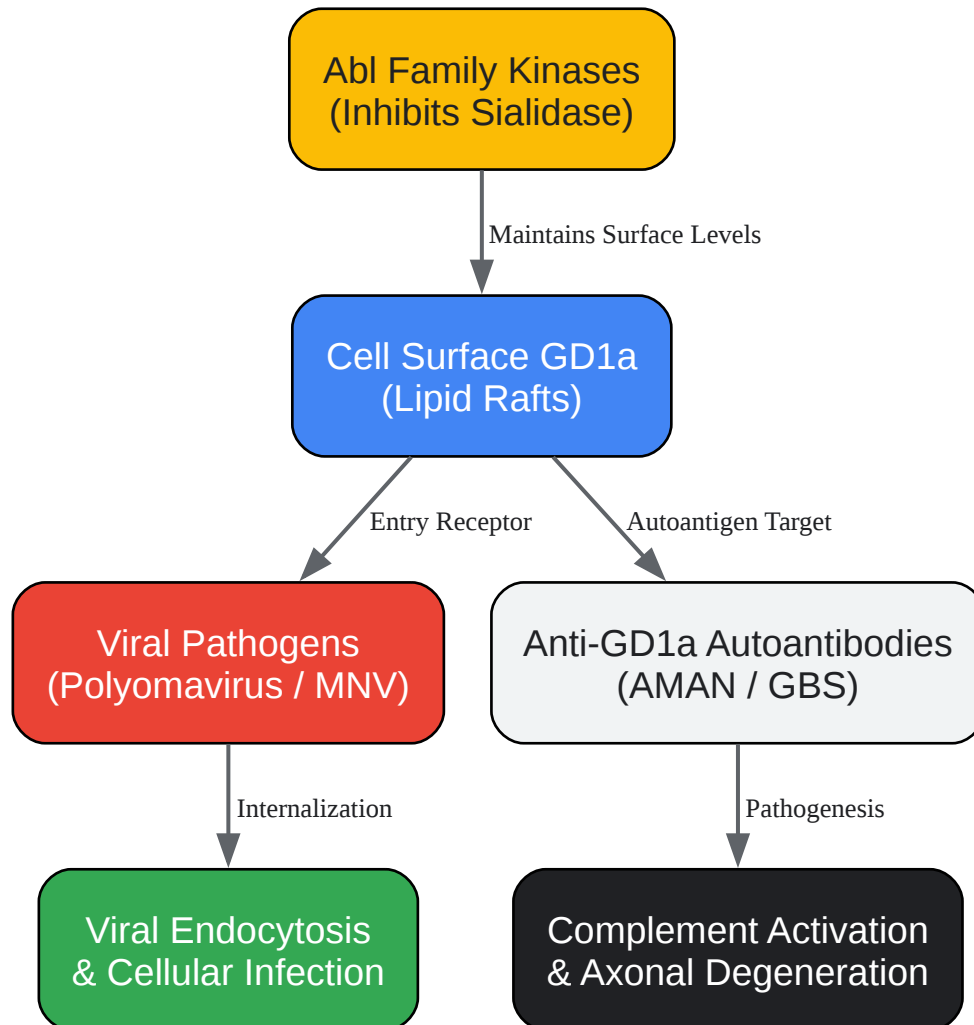 Abl Family Kinases
(Inhibits Sialidase)
Maintains Surface Levels
Cell Surface GD1a
(Lipid Rafts)
Entry Receptor
Autoantigen Target
Viral Pathogens
(Polyomavirus / MNV)
Anti-GD1a Autoantibodies
(AMAN / GBS)
Internalization
Pathogenesis
Viral Endocytosis
& Cellular Infection
Complement Activation
& Axonal Degeneration